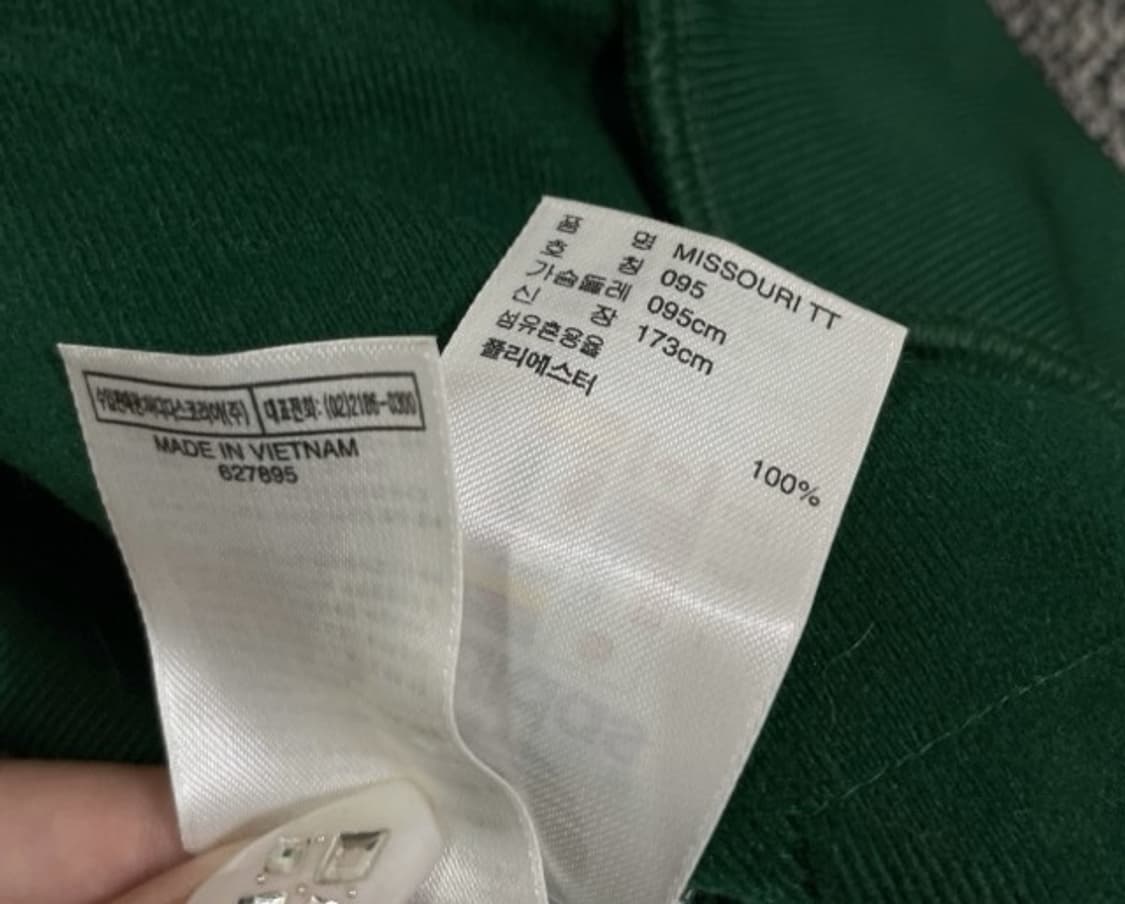 품 명 MISSOURI TT
호 칭 095
가슴둘레 095cm
신 장 173cm
섬유혼용율
폴리에스터
100%
수입판매원:아디다스코리아(주) 대표전화: (02)2186-0300
MADE IN VIETNAM
627895